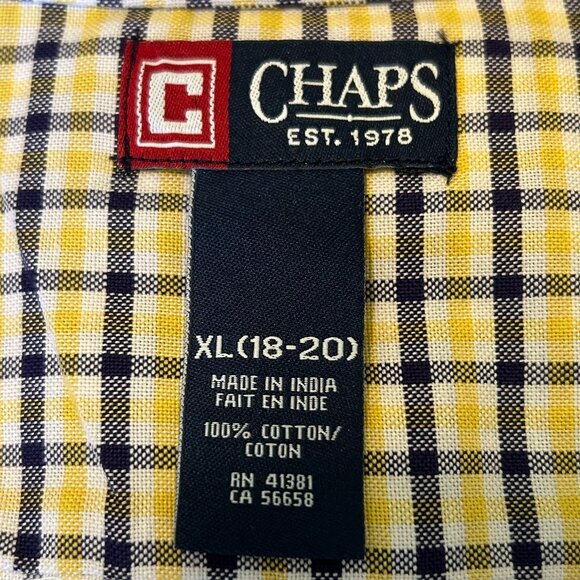 C CHAPS
EST. 1978
XL(18-20)
MADE IN INDIA
FAIT EN INDE
100% COTTON/
COTON
RN 41381
CA 56658